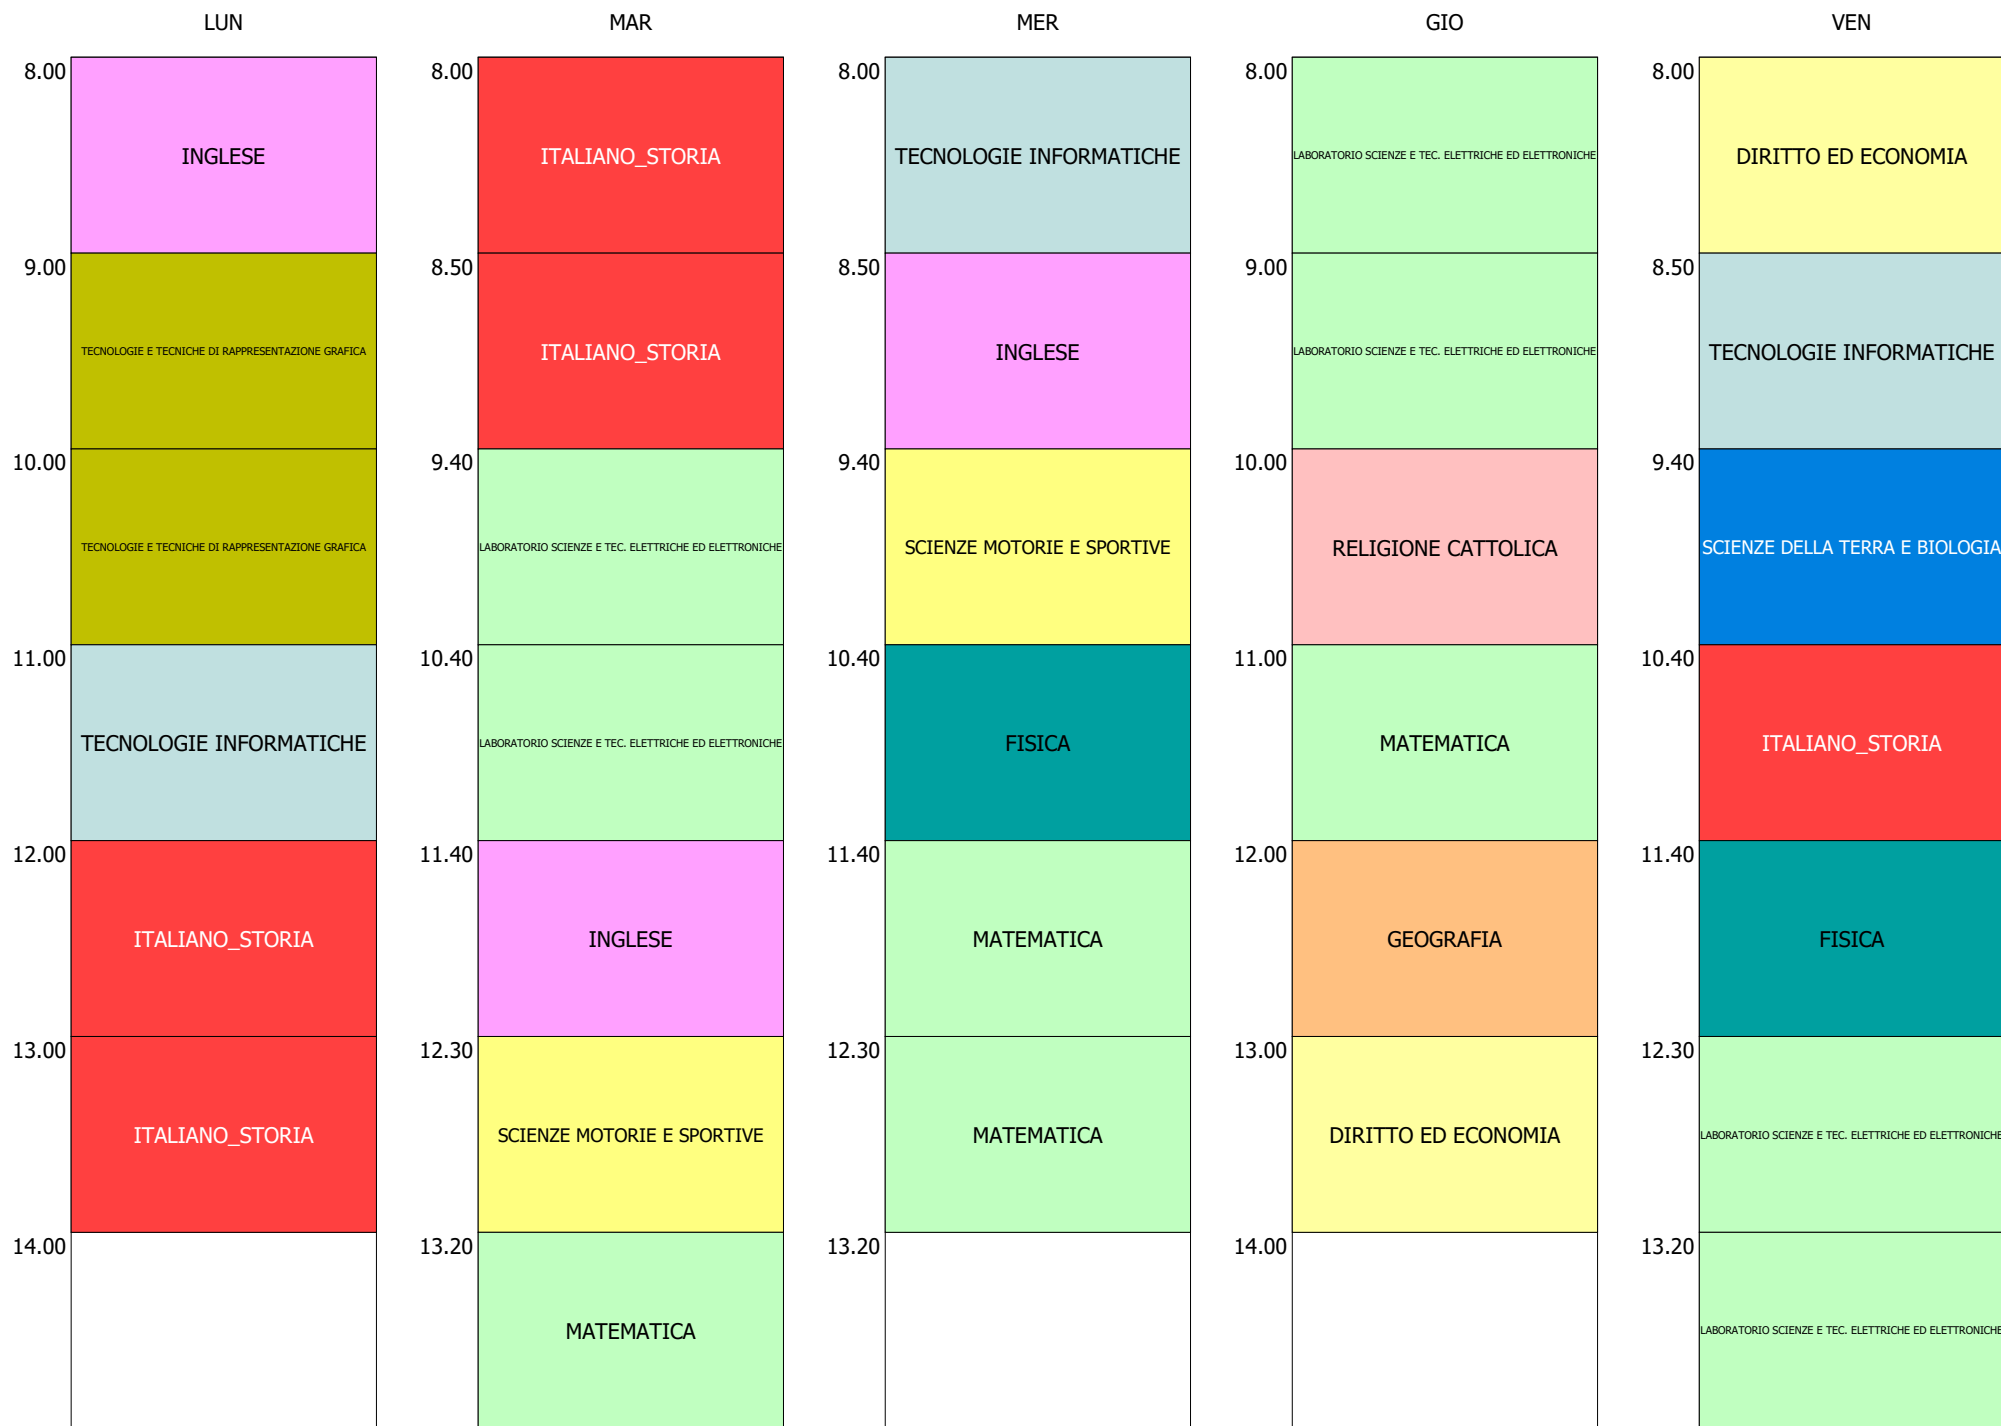 LUN MAR MER GIO VEN
8.00 8.00 8.00 8.00 8.00
INGLESE ITALIANO_STORIA TECNOLOGIE INFORMATICHE LABORATORIO SCIENZE E TEC. ELETTRICHE ED ELETTRONICHE DIRITTO ED ECONOMIA
9.00 8.50 8.50 9.00 8.50
TECNOLOGIE E TECNICHE DI RAPPRESENTAZIONE GRAFICA ITALIANO_STORIA INGLESE LABORATORIO SCIENZE E TEC. ELETTRICHE ED ELETTRONICHE TECNOLOGIE INFORMATICHE
10.00 9.40 9.40 10.00 9.40
TECNOLOGIE E TECNICHE DI RAPPRESENTAZIONE GRAFICA LABORATORIO SCIENZE E TEC. ELETTRICHE ED ELETTRONICHE SCIENZE MOTORIE E SPORTIVE RELIGIONE CATTOLICA SCIENZE DELLA TERRA E BIOLOGIA
11.00 10.40 10.40 11.00 10.40
TECNOLOGIE INFORMATICHE LABORATORIO SCIENZE E TEC. ELETTRICHE ED ELETTRONICHE FISICA MATEMATICA ITALIANO_STORIA
12.00 11.40 11.40 12.00 11.40
ITALIANO_STORIA INGLESE MATEMATICA GEOGRAFIA FISICA
13.00 12.30 12.30 13.00 12.30
ITALIANO_STORIA SCIENZE MOTORIE E SPORTIVE MATEMATICA DIRITTO ED ECONOMIA LABORATORIO SCIENZE E TEC. ELETTRICHE ED ELETTRONICHE
14.00 13.20 13.20 14.00 13.20
MATEMATICA LABORATORIO SCIENZE E TEC. ELETTRICHE ED ELETTRONICHE